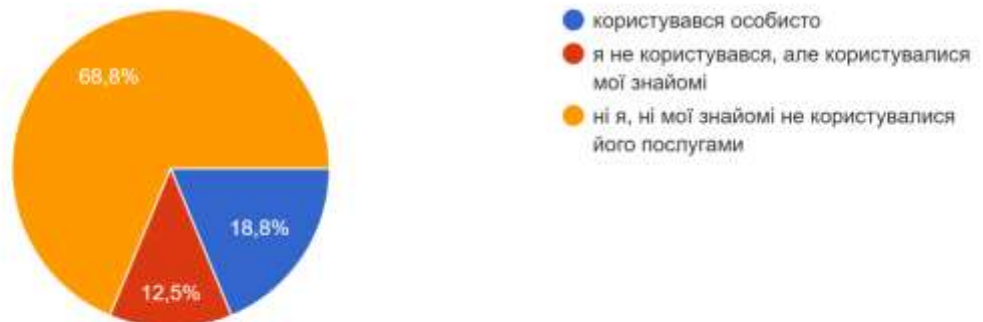 68,8%
18,8%
12,5%
користувався особисто
я не користувався, але користувалися
мої знайомі
ні я, ні мої знайомі не користувалися
його послугами